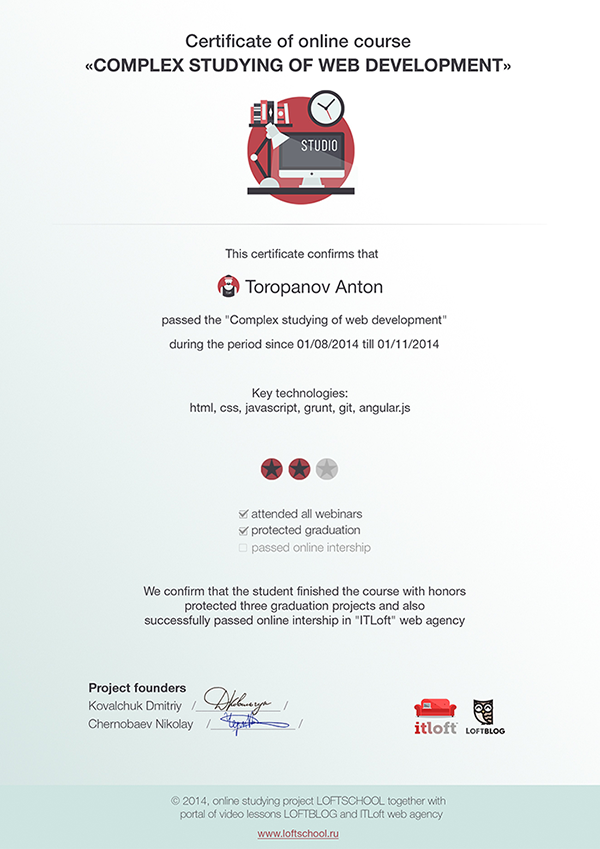 Certificate of online course
«COMPLEX STUDYING OF WEB DEVELOPMENT»
STUDIO
This certificate confirms that
Toropanov Anton
passed the "Complex studying of web development"
during the period since 01/08/2014 till 01/11/2014
Key technologies:
html, css, javascript, grunt, git, angular.js
attended all webinars
protected graduation
passed online intership
We confirm that the student finished the course with honors
protected three graduation projects and also
successfully passed online intership in "ITLoft" web agency
Project founders
Kovalchuk Dmitriy / /
Chernobaev Nikolay / /
itloft
LOFTBLOG
© 2014, online studying project LOFTSCHOOL together with
portal of video lessons LOFTBLOG and ITLoft web agency
www.loftschool.ru